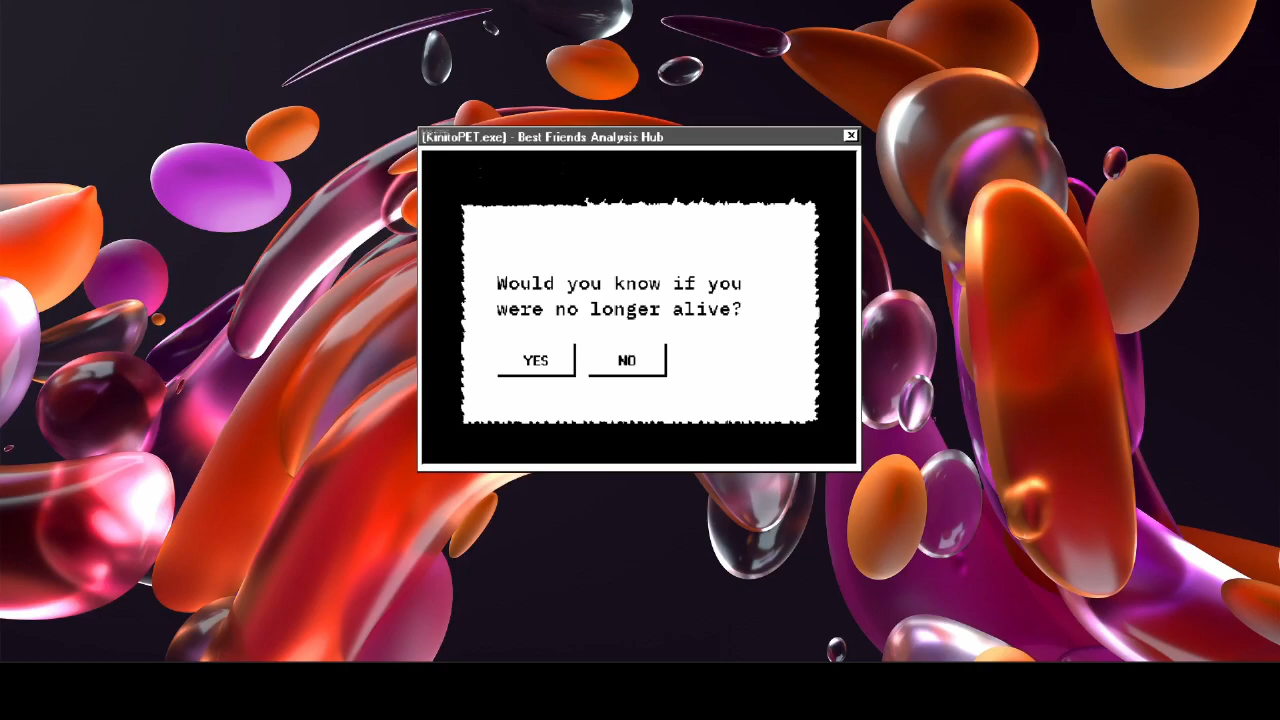 [KinitoPET.exe] - Best Friends Analysis Hub
Would you know if you
were no longer alive?
YES NO